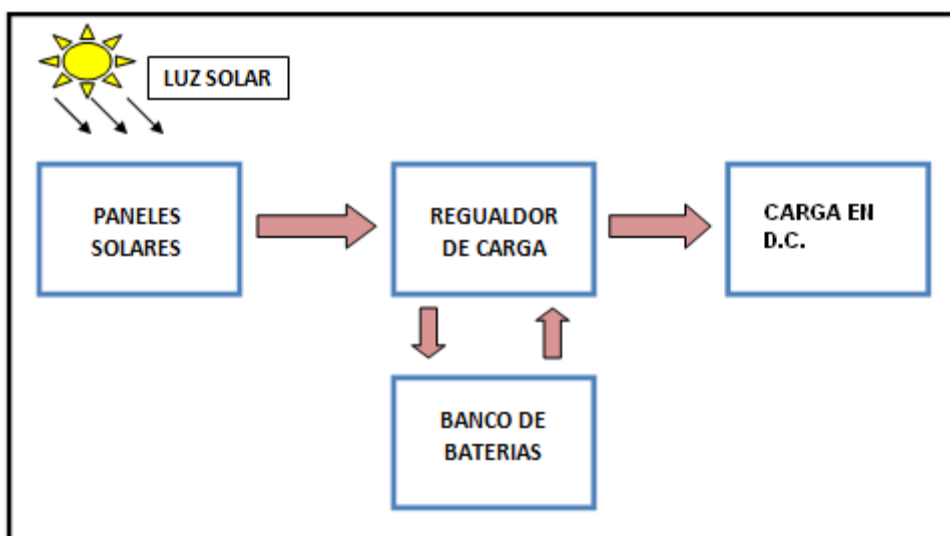 LUZ SOLAR
PANELES
SOLARES
REGUALDOR
DE CARGA
CARGA EN
D.C.
BANCO DE
BATERIAS